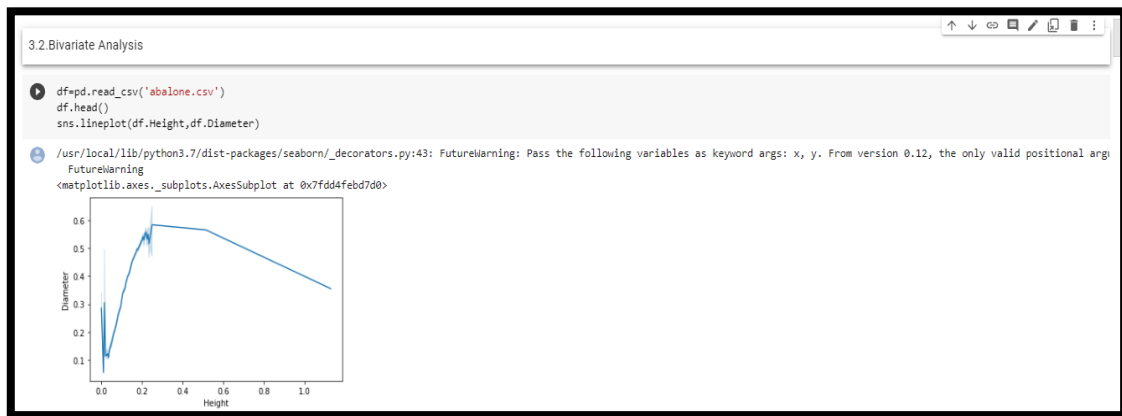 3.2.Bivariate Analysis
df=pd.read_csv('abalone.csv')
df.head()
sns.lineplot(df.Height,df.Diameter)
/usr/local/lib/python3.7/dist-packages/seaborn/_decorators.py:43: FutureWarning: Pass the following variables as keyword args: x, y. From version 0.12, the only valid positional argu
FutureWarning
<matplotlib.axes._subplots.AxesSubplot at 0x7fdd4febd7d0>
0.6
0.5
0.4
0.3
0.2
0.1
Diameter
0.0 0.2 0.4 0.6 0.8 1.0
Height